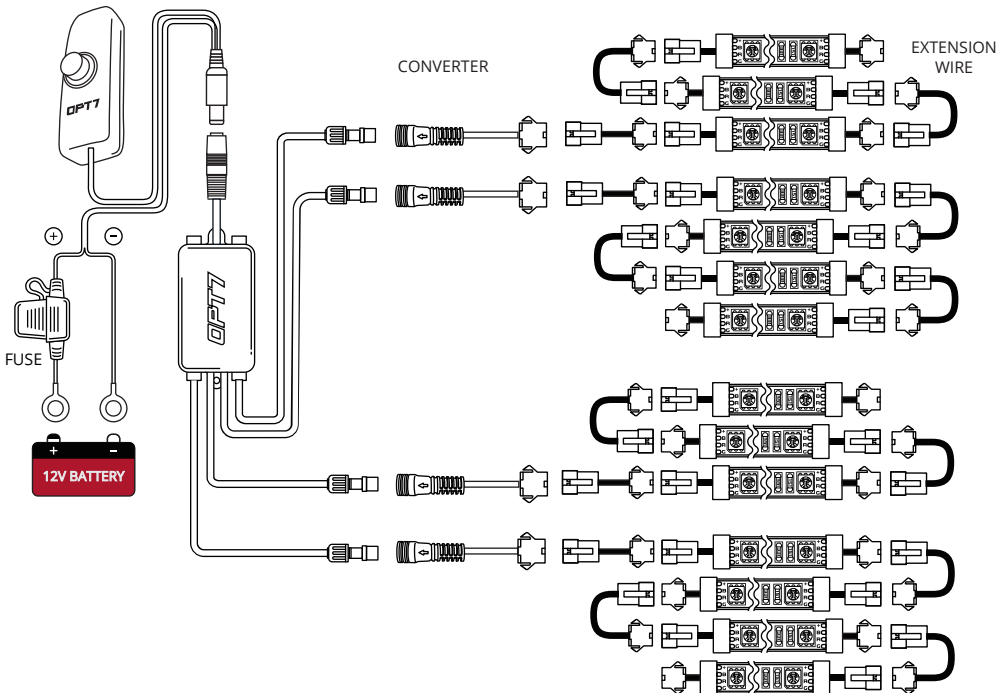 OPT7
CONVERTER
EXTENSION
WIRE
+
−
OPT7
FUSE
+
−
12V BATTERY